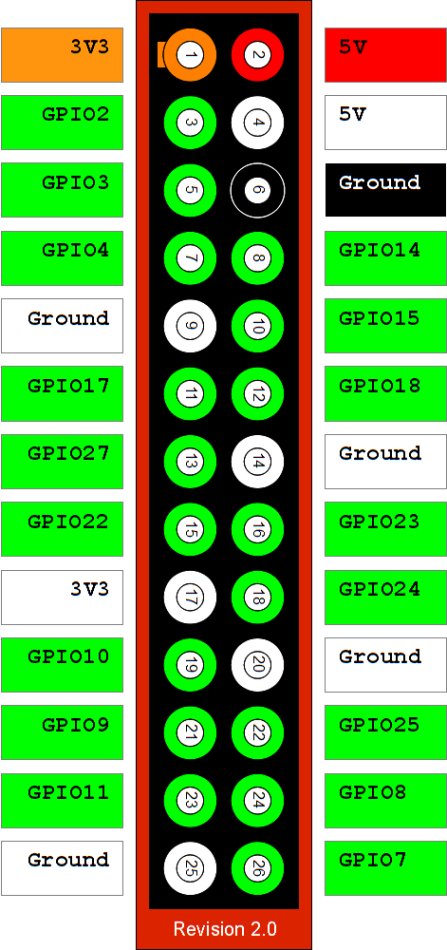 3V3 1 2 5V
GPIO2 3 4 5V
GPIO3 5 6 Ground
GPIO4 7 8 GPIO14
Ground 9 10 GPIO15
GPIO17 11 12 GPIO18
GPIO27 13 14 Ground
GPIO22 15 16 GPIO23
3V3 17 18 GPIO24
GPIO10 19 20 Ground
GPIO9 21 22 GPIO25
GPIO11 23 24 GPIO8
Ground 25 26 GPIO7
Revision 2.0